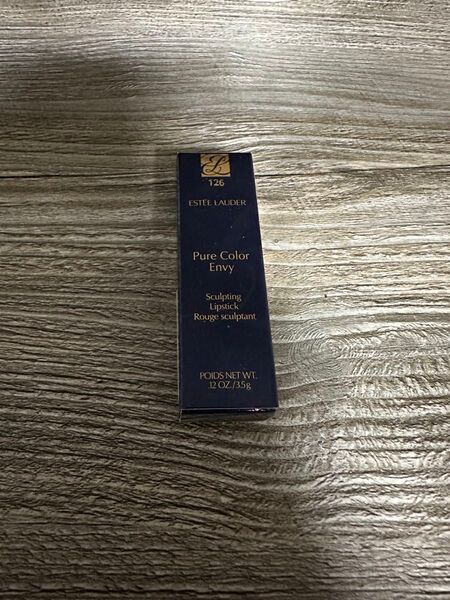 126
ESTĒE LAUDER
Pure Color
Envy
Sculpting
Lipstick
Rouge sculptant
POIDS NET WT.
.12 OZ./3.5g